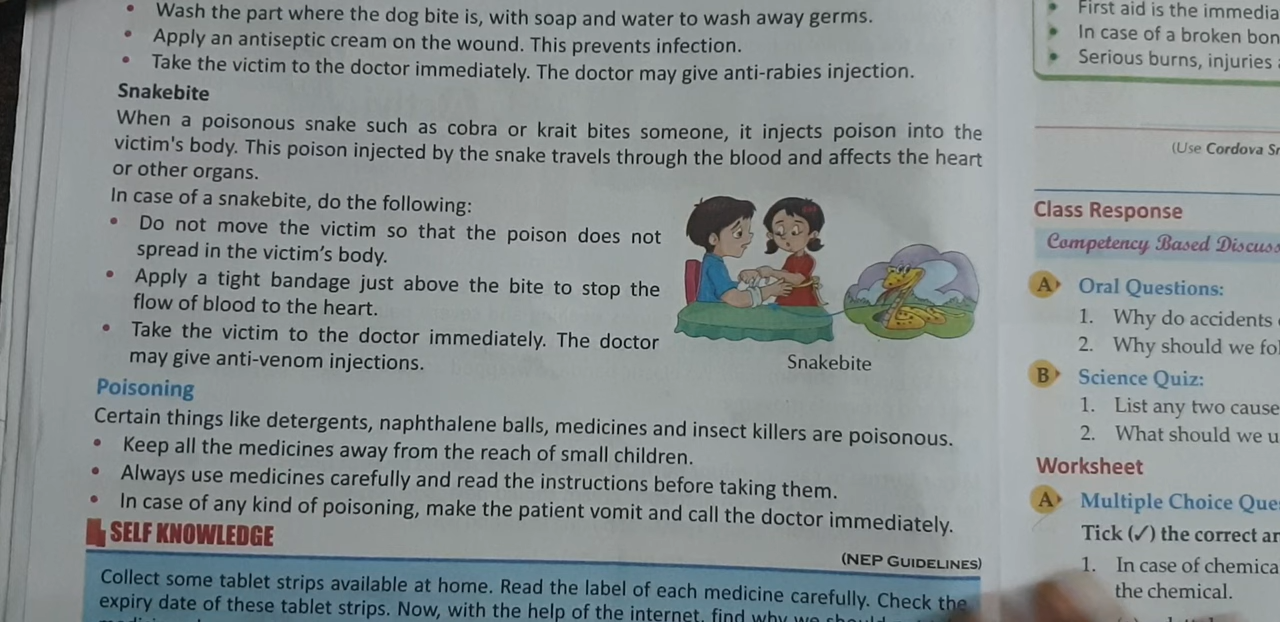 Wash the part where the dog bite is, with soap and water to wash away germs.
Apply an antiseptic cream on the wound. This prevents infection.
Take the victim to the doctor immediately. The doctor may give anti-rabies injection.
Snakebite
When a poisonous snake such as cobra or krait bites someone, it injects poison into the
victim's body. This poison injected by the snake travels through the blood and affects the heart
or other organs.
In case of a snakebite, do the following:
Do not move the victim so that the poison does not
spread in the victim's body.
Apply a tight bandage just above the bite to stop the
flow of blood to the heart.
Take the victim to the doctor immediately. The doctor
may give anti-venom injections.
Snakebite
Poisoning
Certain things like detergents, naphthalene balls, medicines and insect killers are poisonous.
Keep all the medicines away from the reach of small children.
Always use medicines carefully and read the instructions before taking them.
In case of any kind of poisoning, make the patient vomit and call the doctor immediately.
SELF KNOWLEDGE
(NEP GUIDELINES)
Collect some tablet strips available at home. Read the label of each medicine carefully. Check the
expiry date of these tablet strips. Now, with the help of the internet, find why we
First aid is the
In case of a broken
Serious burns, injuries
(Use Cordova
Class Response
Competency Based
A Oral Questions:
1. Why do accidents
2. Why should we
B Science Quiz:
1. List any two
2. What should we
Worksheet
A Multiple Choice
Tick (✓) the correct
1. In case of
the chemical.